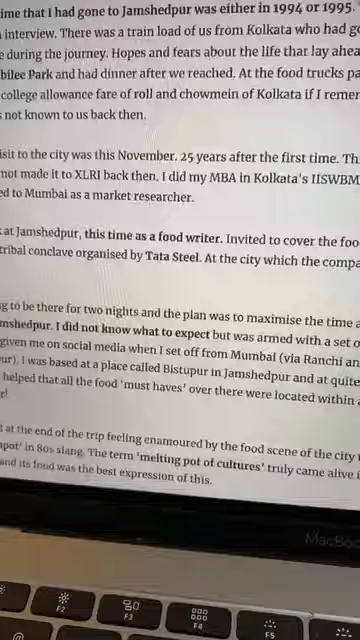 ime that I had gone to Jamshedpur was either in 1994 or 1995.
interview. There was a train load of us from Kolkata who had
during the journey. Hopes and fears about the life that lay
bilee Park and had dinner after we reached. At the food trucks
college allowance fare of roll and chowmein of Kolkata if I
not known to us back then.
isit to the city was this November, 25 years after the first time.
not made it to XLRI back then. I did my MBA in Kolkata's IISWBM
ed to Mumbai as a market researcher.
at Jamshedpur, this time as a food writer. Invited to cover the
tribal conclave organised by Tata Steel. At the city which the
g to be there for two nights and the plan was to maximise the time
mshedpur. I did not know what to expect but was armed with a set
given me on social media when I set off from Mumbai (via Ranchi
ur). I was based at a place called Bistupur in Jamshedpur and at quite
helped that all the food 'must haves' over there were located within
r!
at the end of the trip feeling enamoured by the food scene of the city
pot' in 80s slang. The term 'melting pot of cultures' truly came alive
and its food was the best expression of this.
MacBoo
F2
F3
F4
F5
@